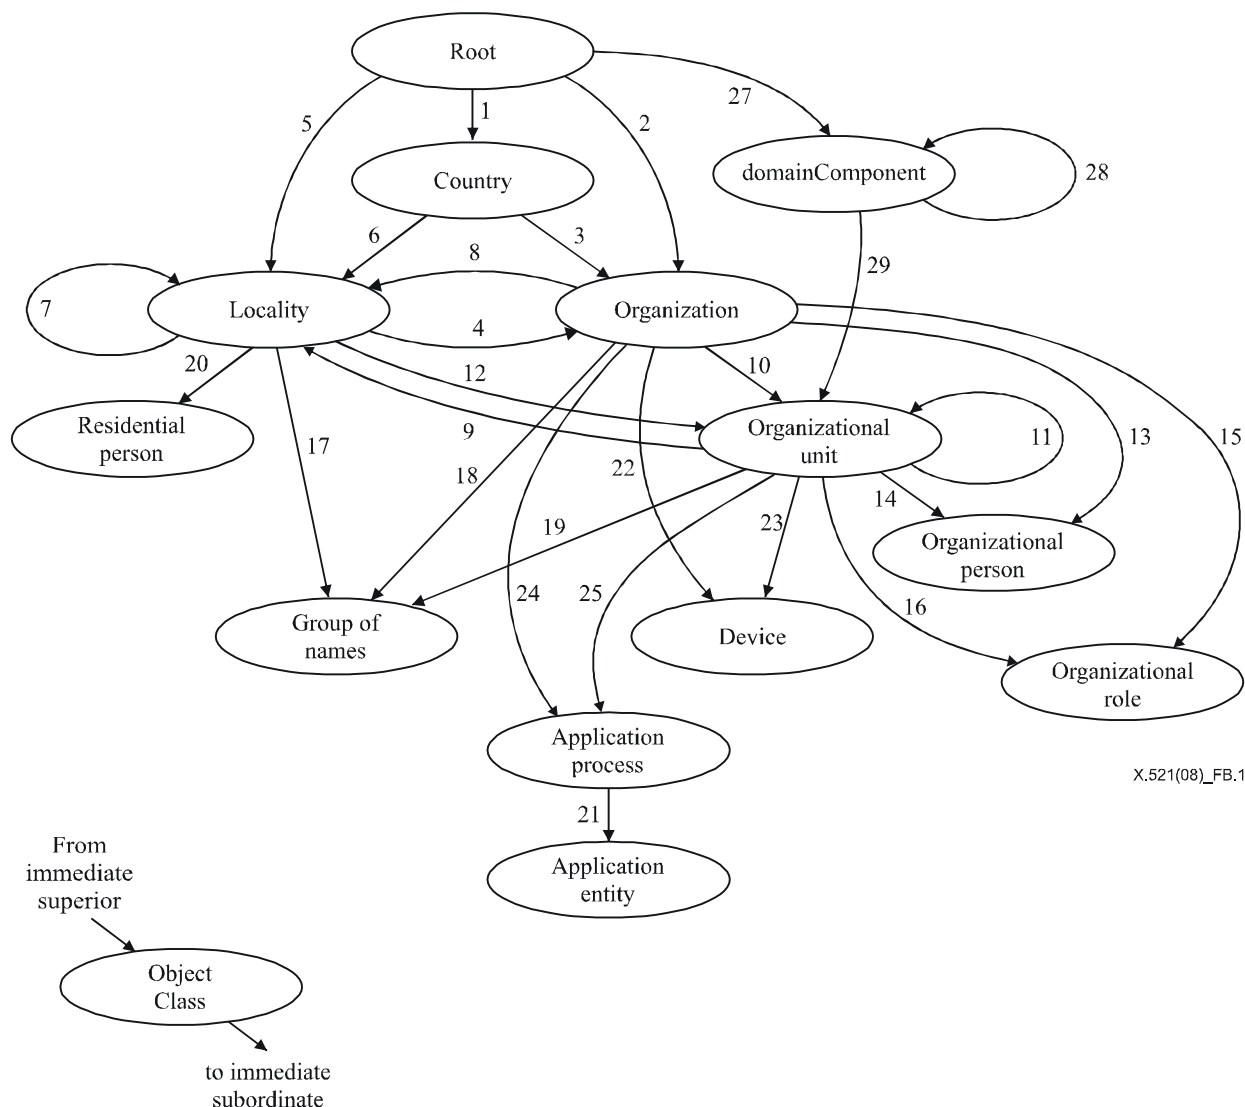 Root
27
1
5
2
domainComponent
28
Country
6
3
8
29
7
Locality
Organization
4
20
12
10
Residential
person
17
9
18
22
Organizational
unit
11
13
15
14
19
23
Organizational
person
24
25
16
Group of
names
Device
Organizational
role
Application
process
X.521(08)_FB.1
21
From
immediate
superior
Application
entity
Object
Class
to immediate
subordinate